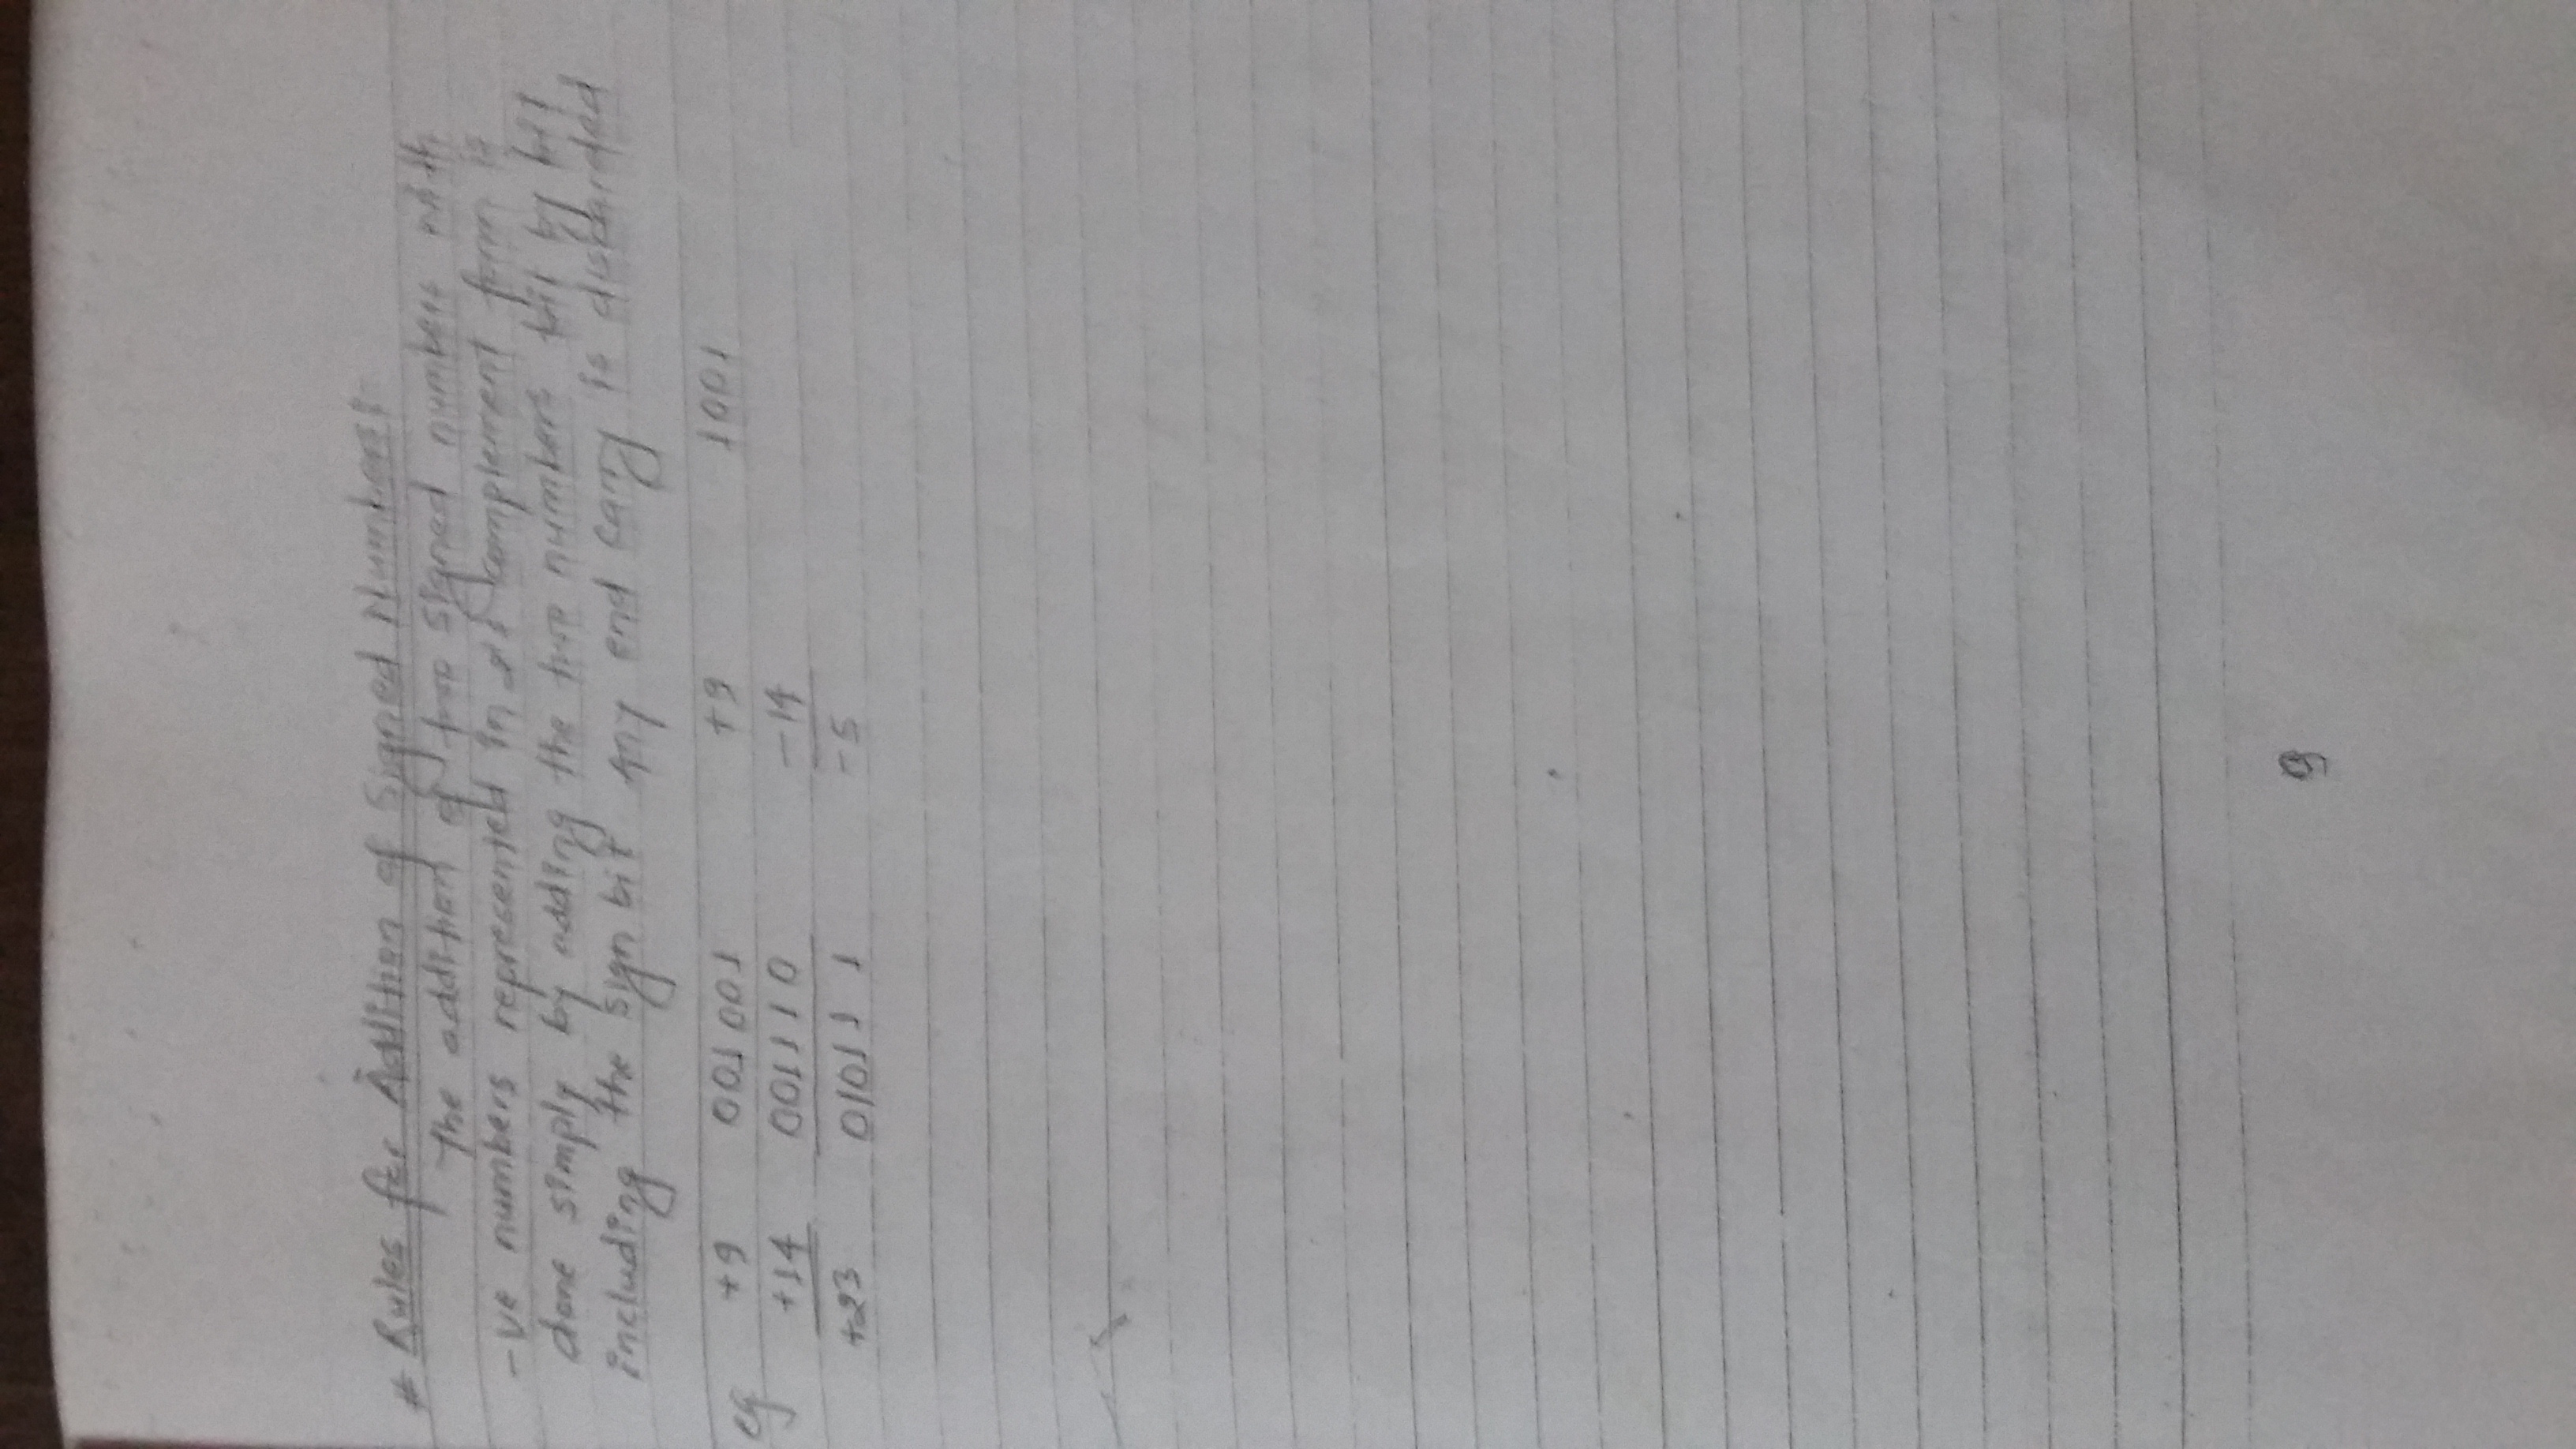 # Rules for Addition of Signed Numbers:-
The addition of two signed numbers with
-ve numbers represented in 2's complement form is
done simply by adding the two numbers bit by bit
including the sign bit Any end carry is discarded
eg +9 001001 +9 1001
+14 001110 -14
+23 010111 -5
9